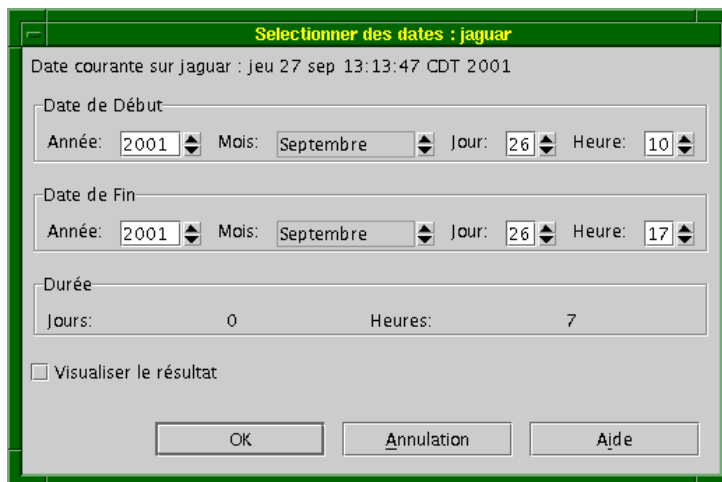 Selectionner des dates : jaguar
Date courante sur jaguar : jeu 27 sep 13:13:47 CDT 2001
Date de Début
Année: 2001 Mois: Septembre Jour: 26 Heure: 10
Date de Fin
Année: 2001 Mois: Septembre Jour: 26 Heure: 17
Durée
Jours: 0 Heures: 7
Visualiser le résultat
OK Annulation Aide